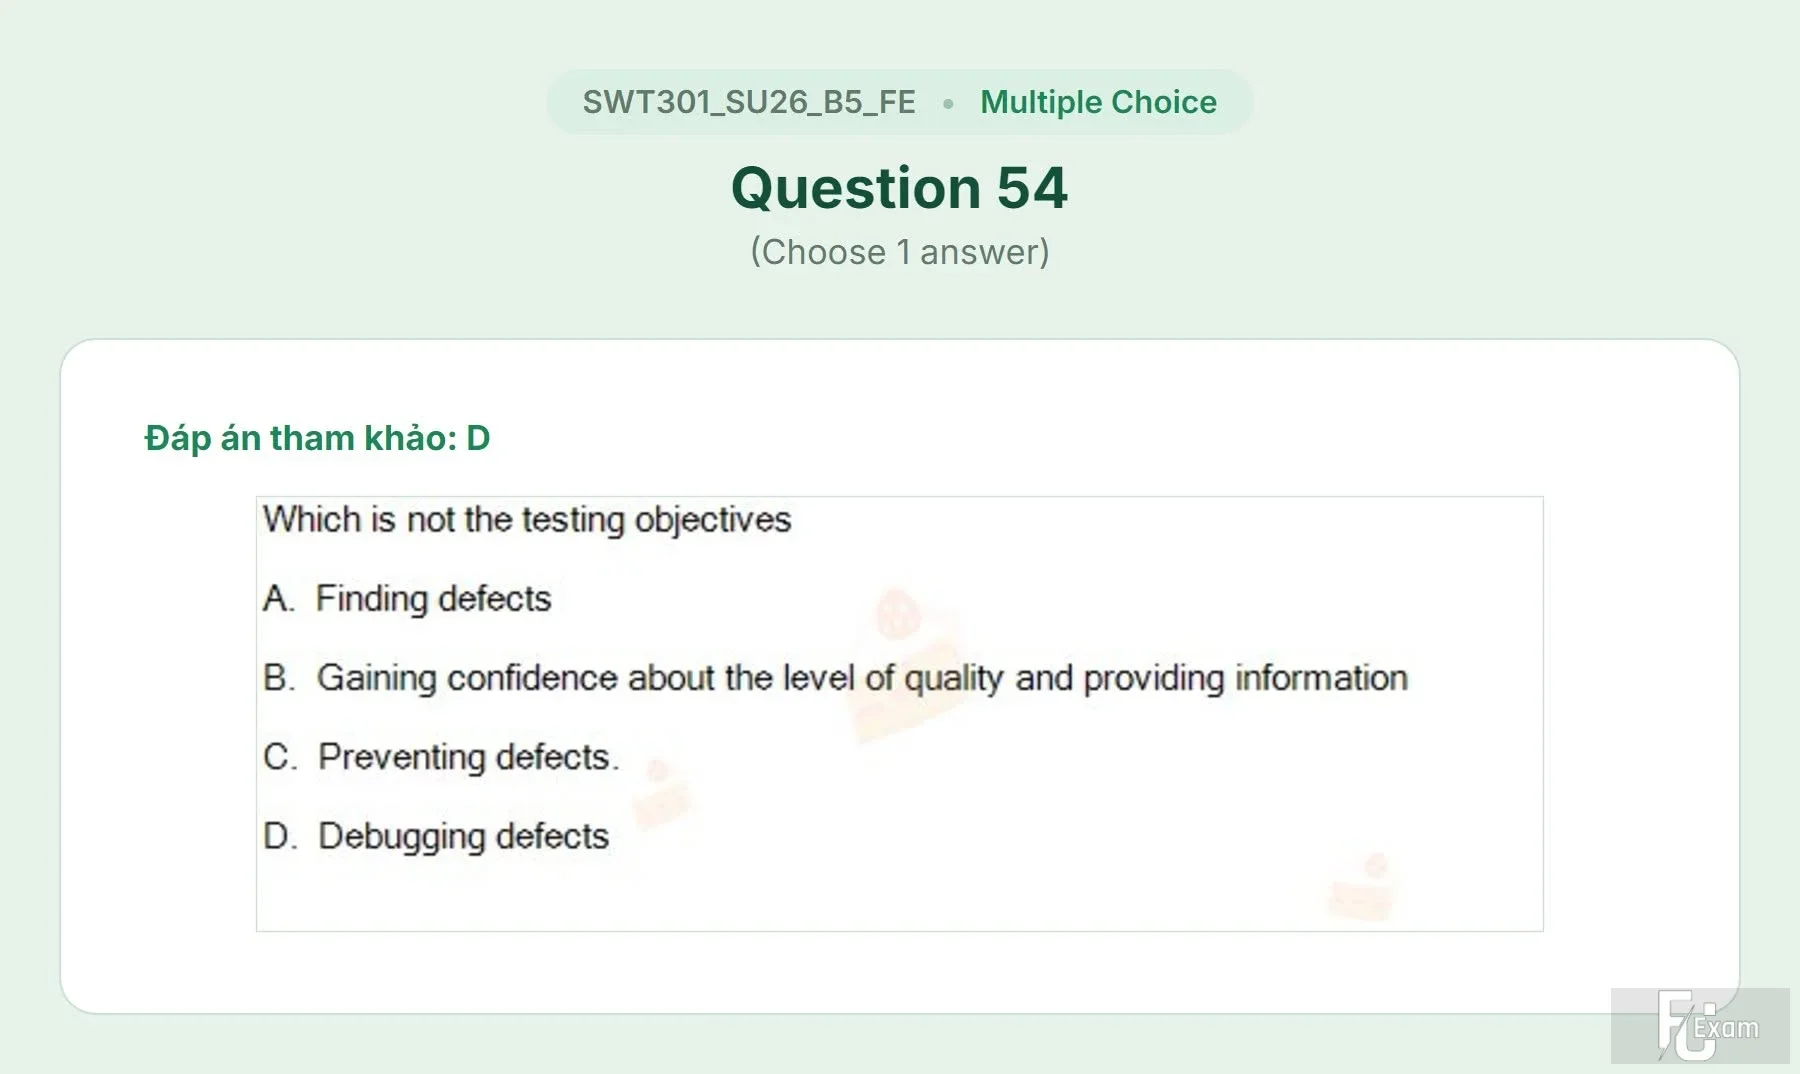 SWT301_SU26_B5_FE • Multiple Choice
Question 54
(Choose 1 answer)
Đáp án tham khảo: D
Which is not the testing objectives
A. Finding defects
B. Gaining confidence about the level of quality and providing information
C. Preventing defects.
D. Debugging defects
FU Exam